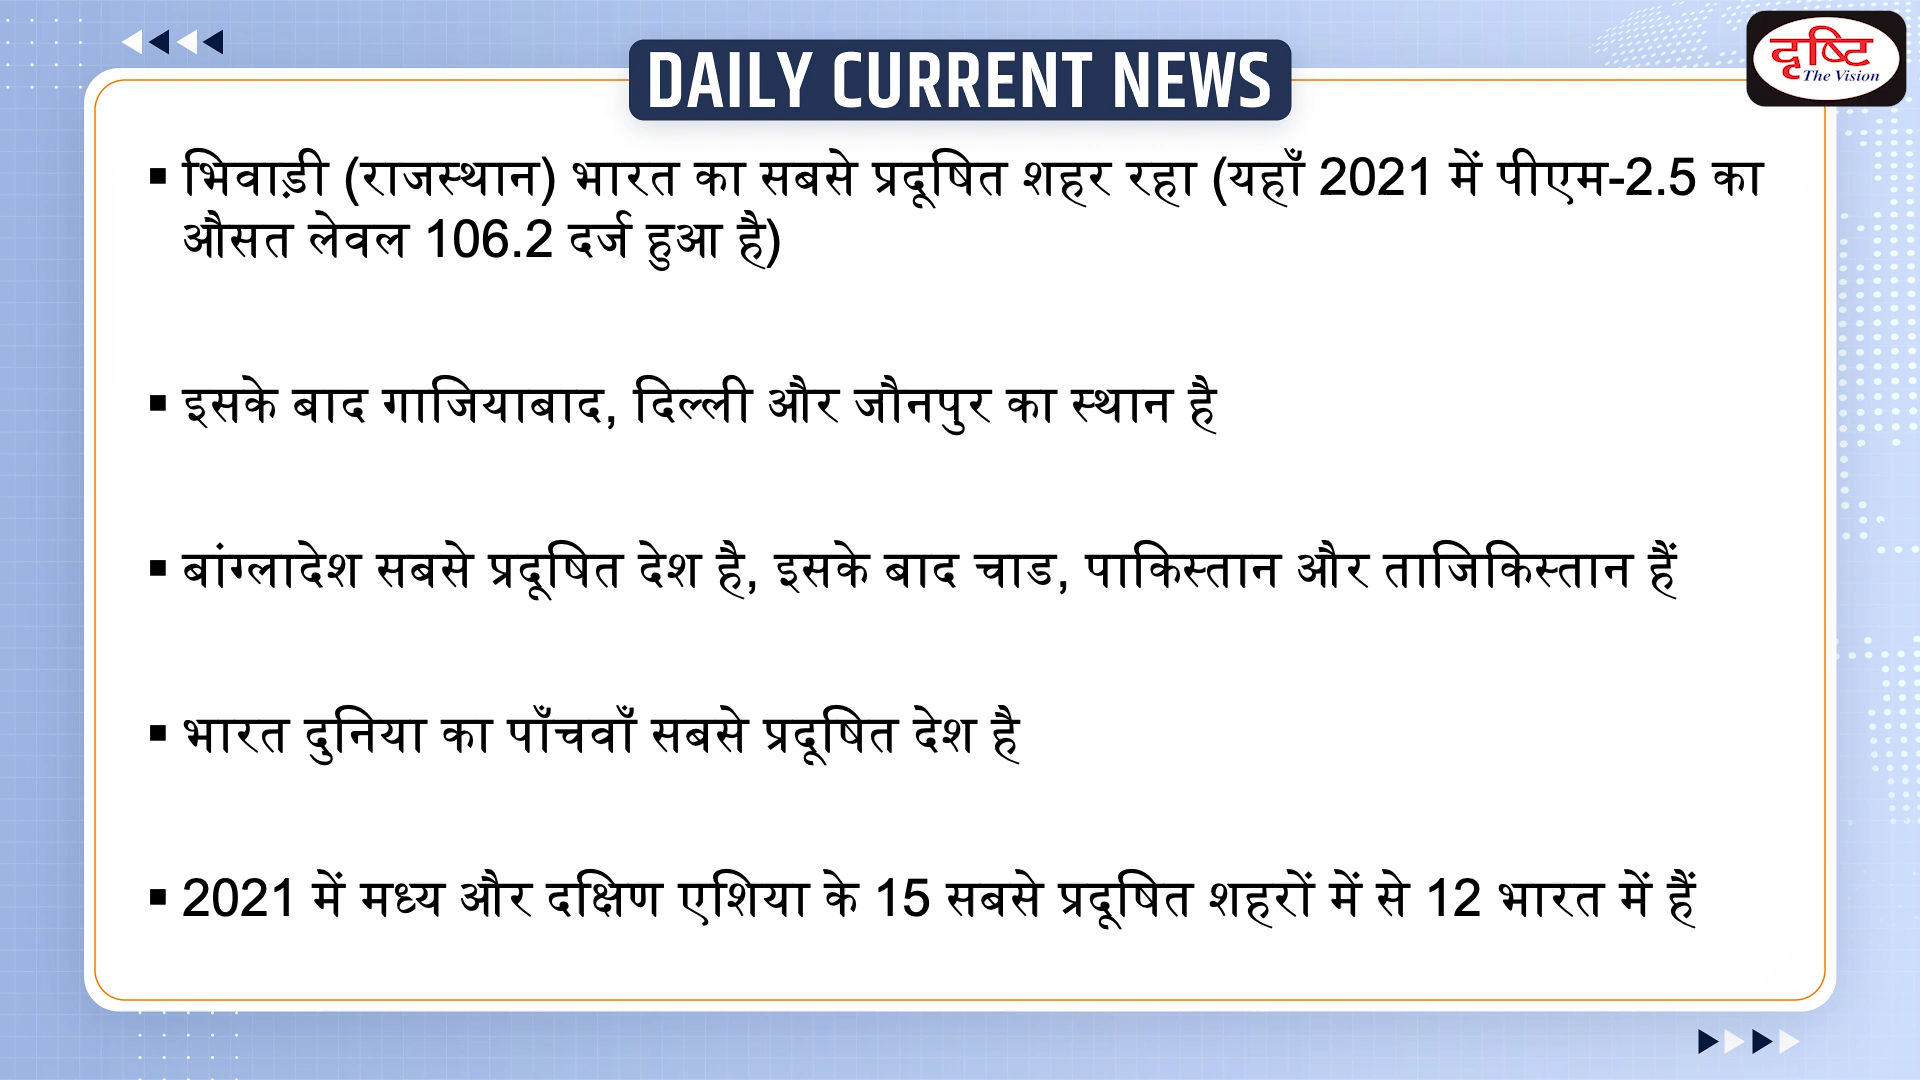 DAILY CURRENT NEWS
दृष्टि
The Vision
▪ भिवाड़ी (राजस्थान) भारत का सबसे प्रदूषित शहर रहा (यहाँ 2021 में पीएम-2.5 का
औसत लेवल 106.2 दर्ज हुआ है)
▪ इसके बाद गाजियाबाद, दिल्ली और जौनपुर का स्थान है
▪ बांग्लादेश सबसे प्रदूषित देश है, इसके बाद चाड, पाकिस्तान और ताजिकिस्तान हैं
▪ भारत दुनिया का पाँचवाँ सबसे प्रदूषित देश है
▪ 2021 में मध्य और दक्षिण एशिया के 15 सबसे प्रदूषित शहरों में से 12 भारत में हैं